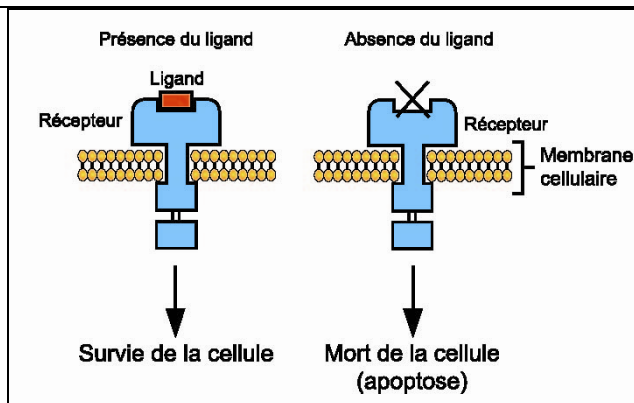 Présence du ligand
Absence du ligand
Ligand
Récepteur
Récepteur
Membrane
cellulaire
Survie de la cellule
Mort de la cellule
(apoptose)